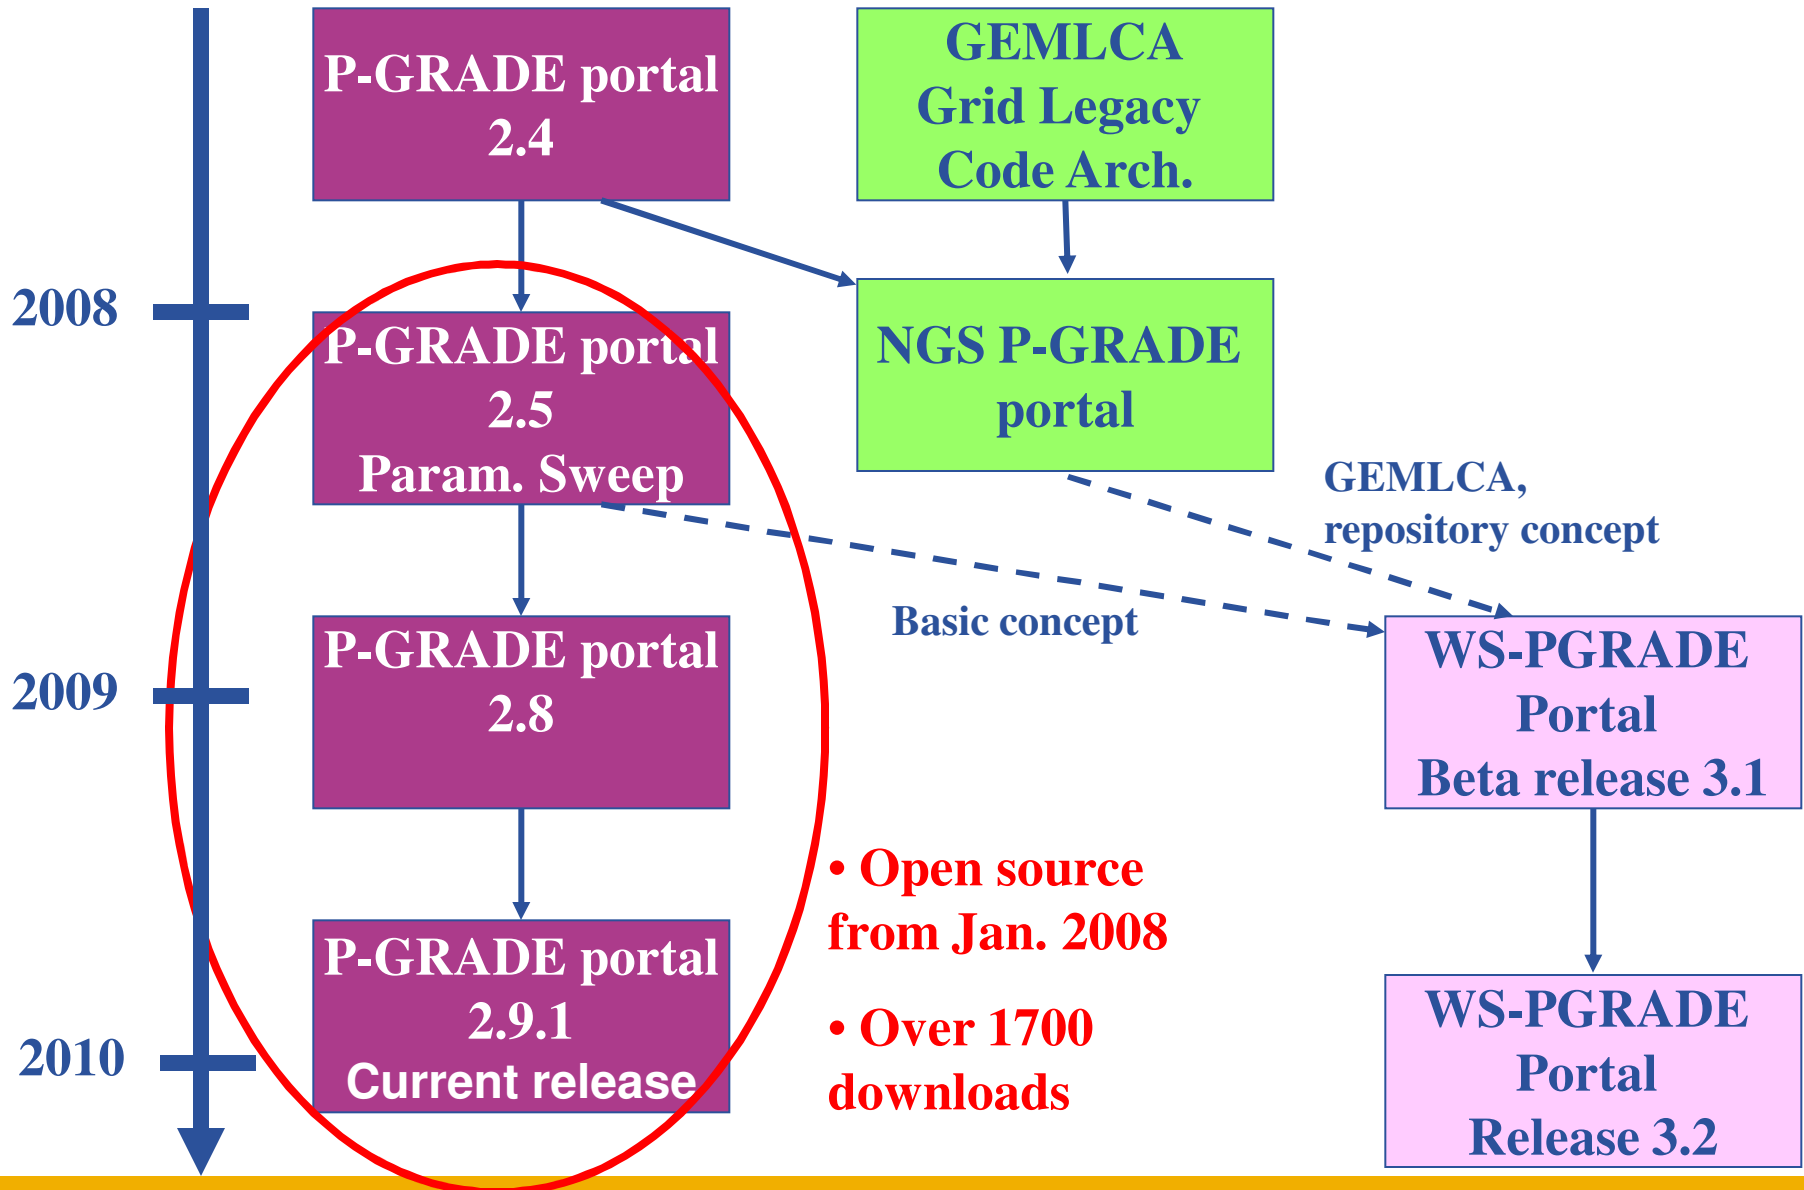 P-GRADE portal
2.4
GEMLCA
Grid Legacy
Code Arch.
2008
P-GRADE portal
2.5
Param. Sweep
NGS P-GRADE
portal
GEMLCA,
repository concept
Basic concept
2009
P-GRADE portal
2.8
WS-PGRADE
Portal
Beta release 3.1
• Open source
from Jan. 2008
• Over 1700
downloads
2010
P-GRADE portal
2.9.1
Current release
WS-PGRADE
Portal
Release 3.2